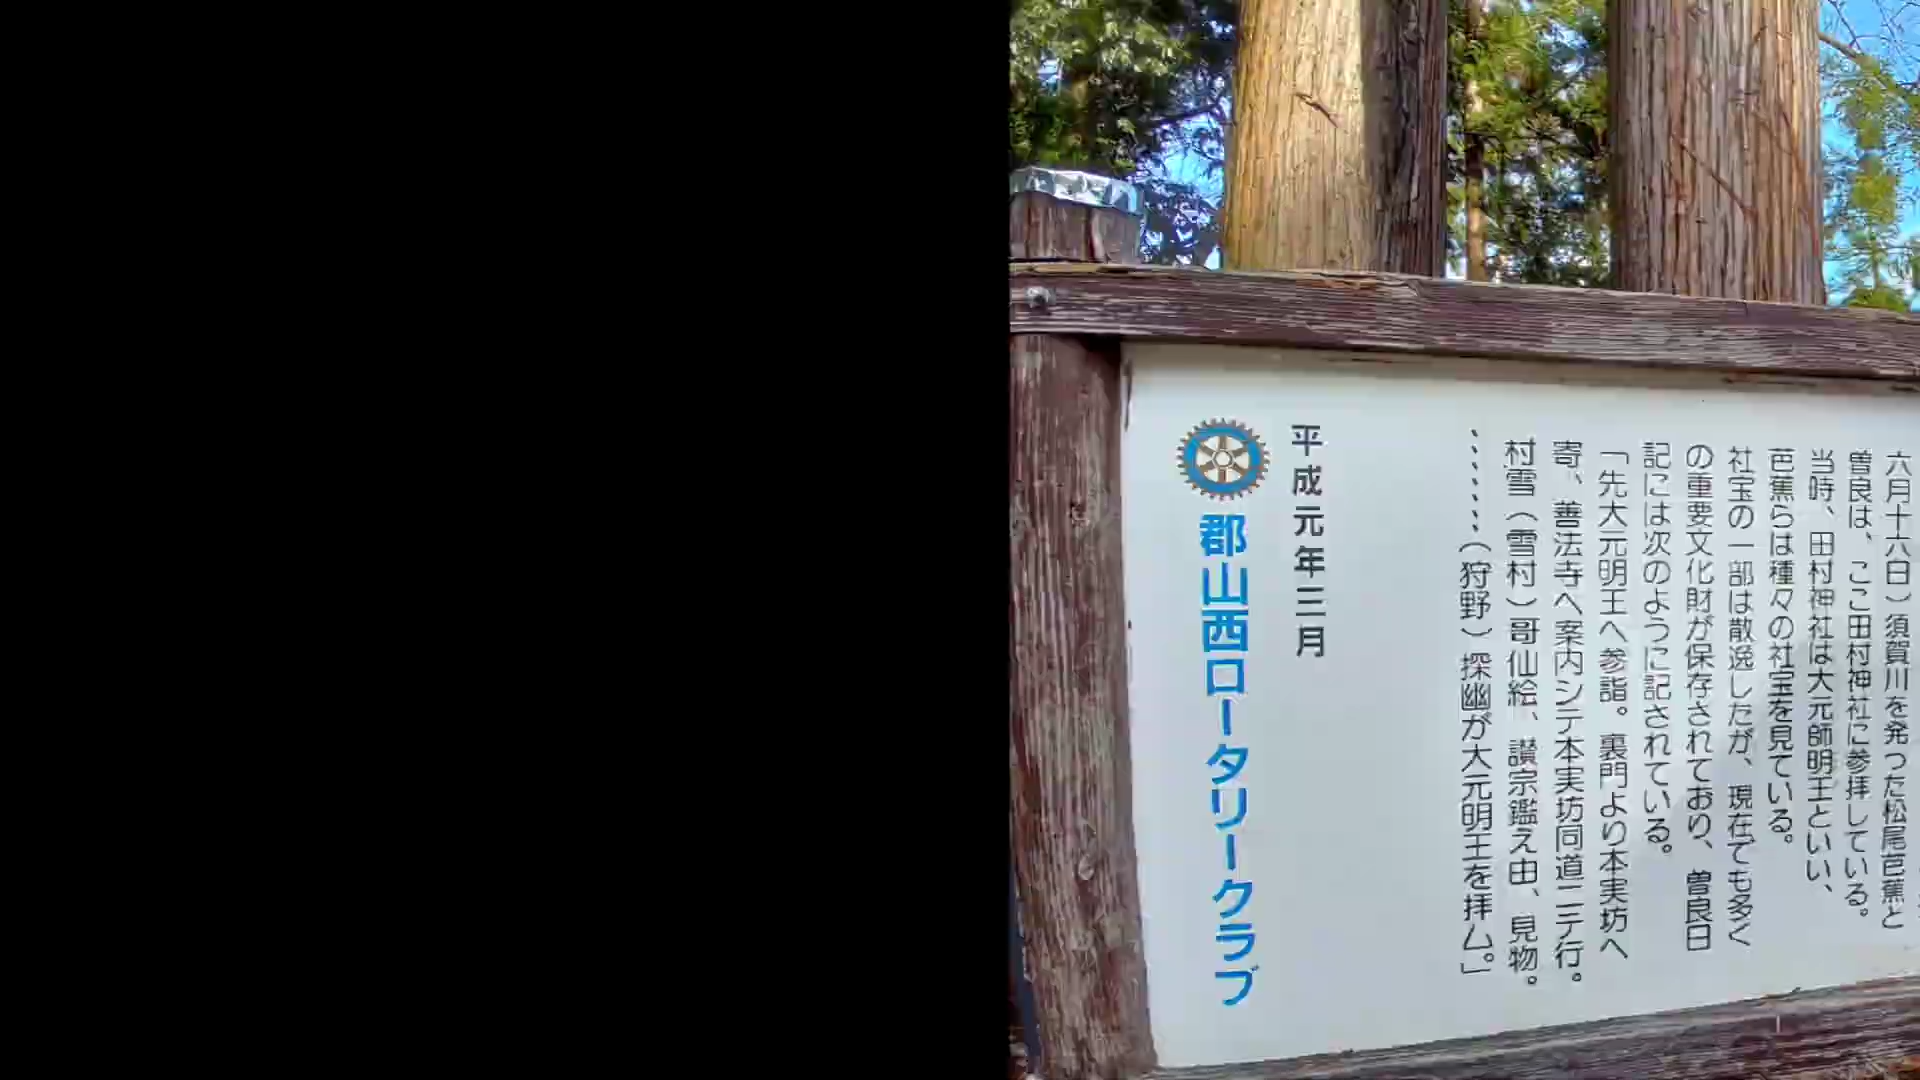 六月十六日）須賀川を発った松尾芭蕉と
曽良は、ここ田村神社に参拝している。
当時、田村神社は大元師明王といい、
芭蕉らは種々の社宝を見ている。
社宝の一部は散逸したが、現在でも多く
の重要文化財が保存されており、曽良日
記には次のように記されている。
「先大元明王へ参詣。裏門より本実坊へ
寄、善法寺へ案内シテ本実坊同道ニテ行。
村雪（雪村）哥仙絵、讃宗鑑え由、見物。
、、、、、、、（狩野）探幽が大元明王を拝ム。」
平成元年三月
郡山西ロータリークラブ